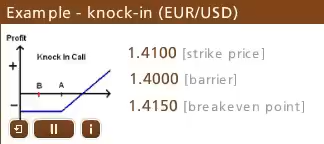 Example - knock-in (EUR/USD)
Profit
+
Knock In Call
B
A
-
1.4100 [strike price]
1.4000 [barrier]
1.4150 [breakeven point]
i